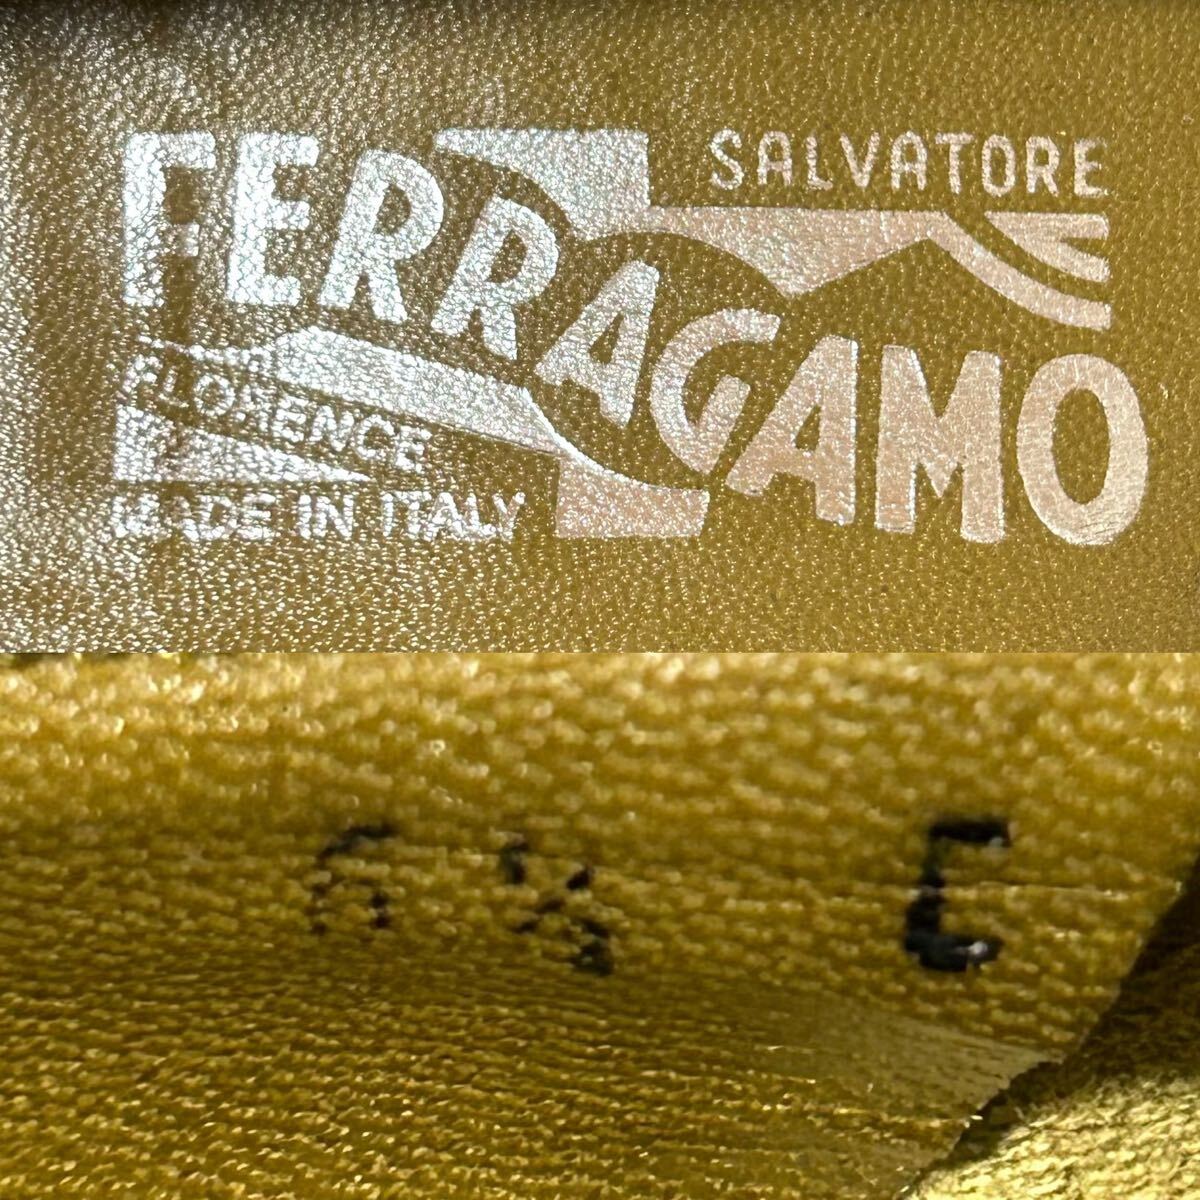 SALVATORE
FERRAGAMO
FLORENCE
MADE IN ITALY
6½ C